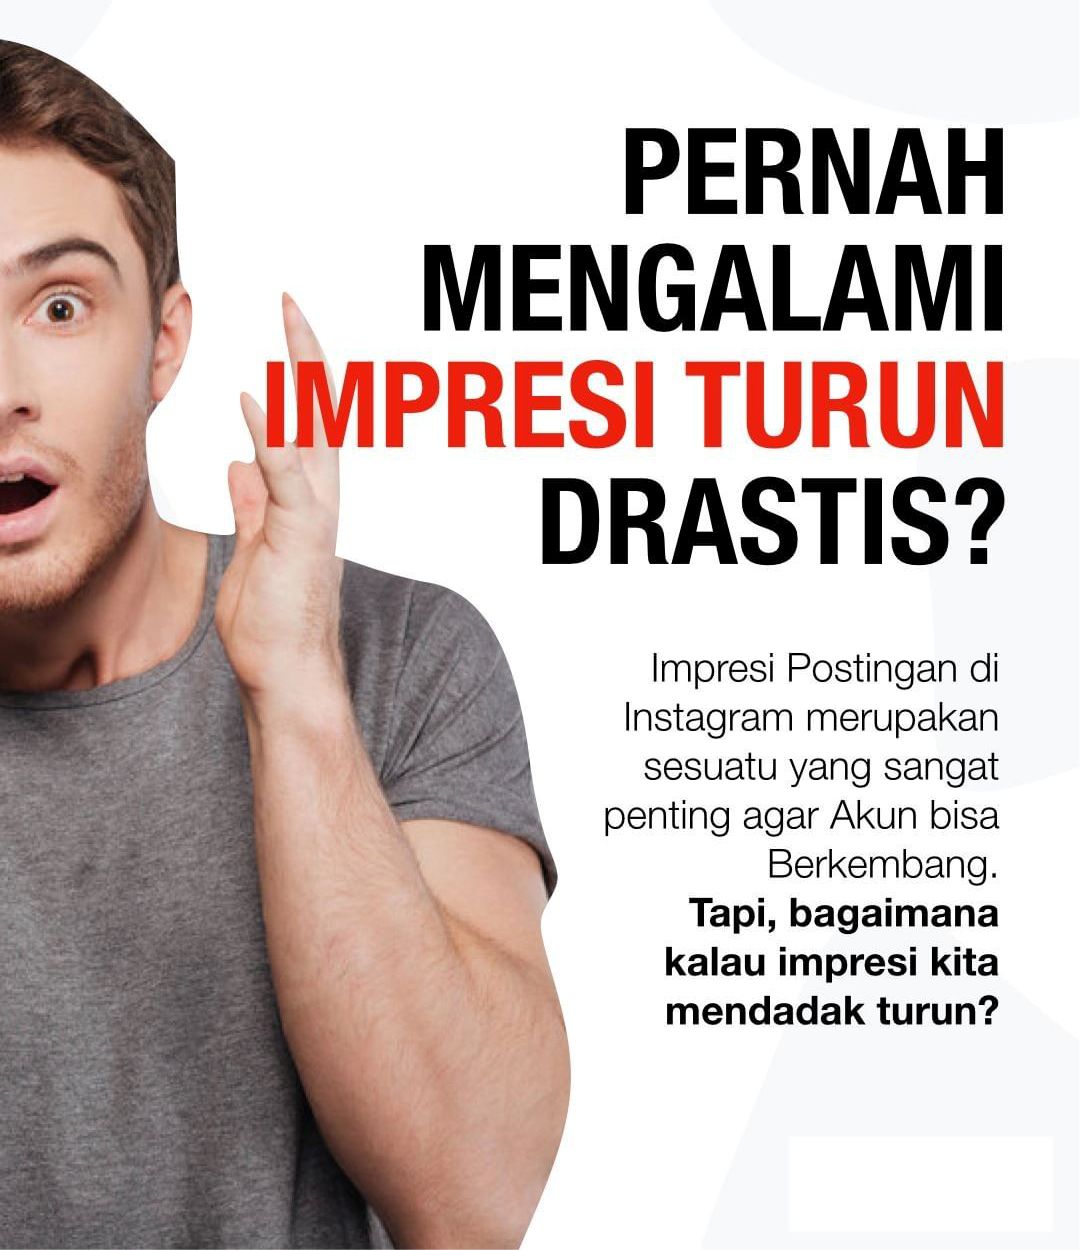 PERNAH
MENGALAMI
IMPRESI TURUN
DRASTIS?
Impresi Postingan di
Instagram merupakan
sesuatu yang sangat
penting agar Akun bisa
Berkembang.
Tapi, bagaimana
kalau impresi kita
mendadak turun?